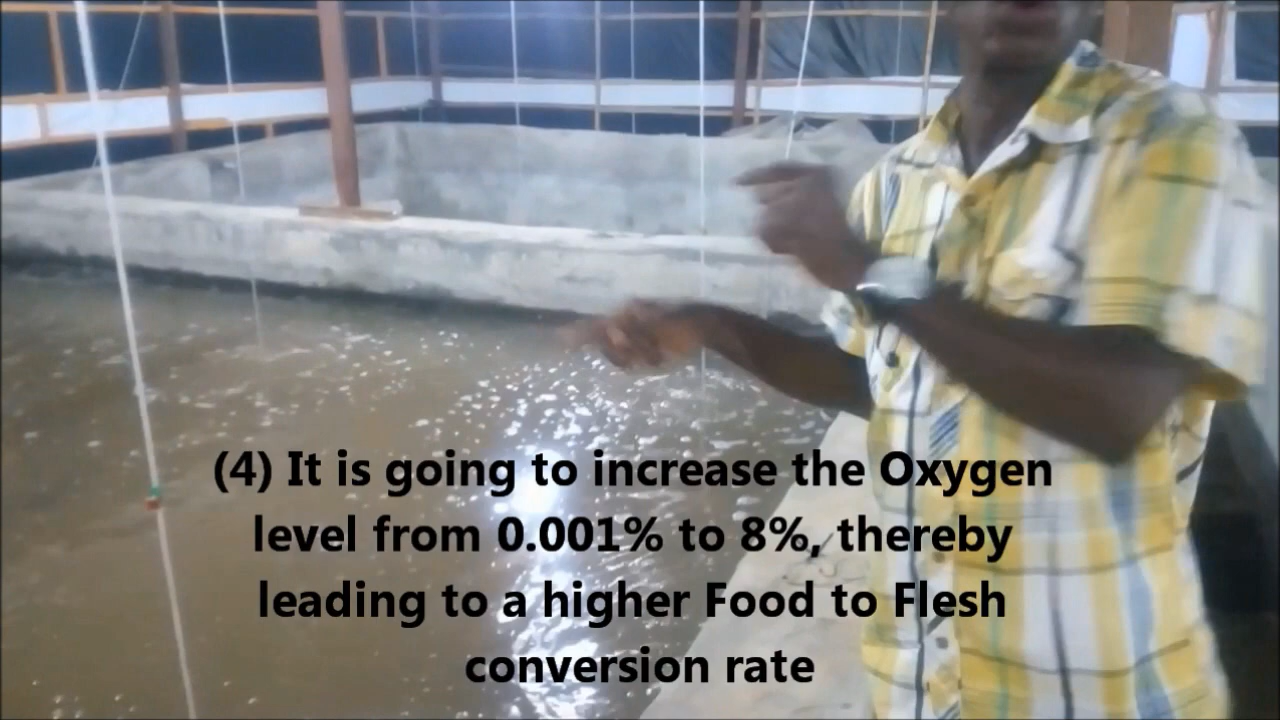 (4) It is going to increase the Oxygen
level from 0.001% to 8%, thereby
leading to a higher Food to Flesh
conversion rate